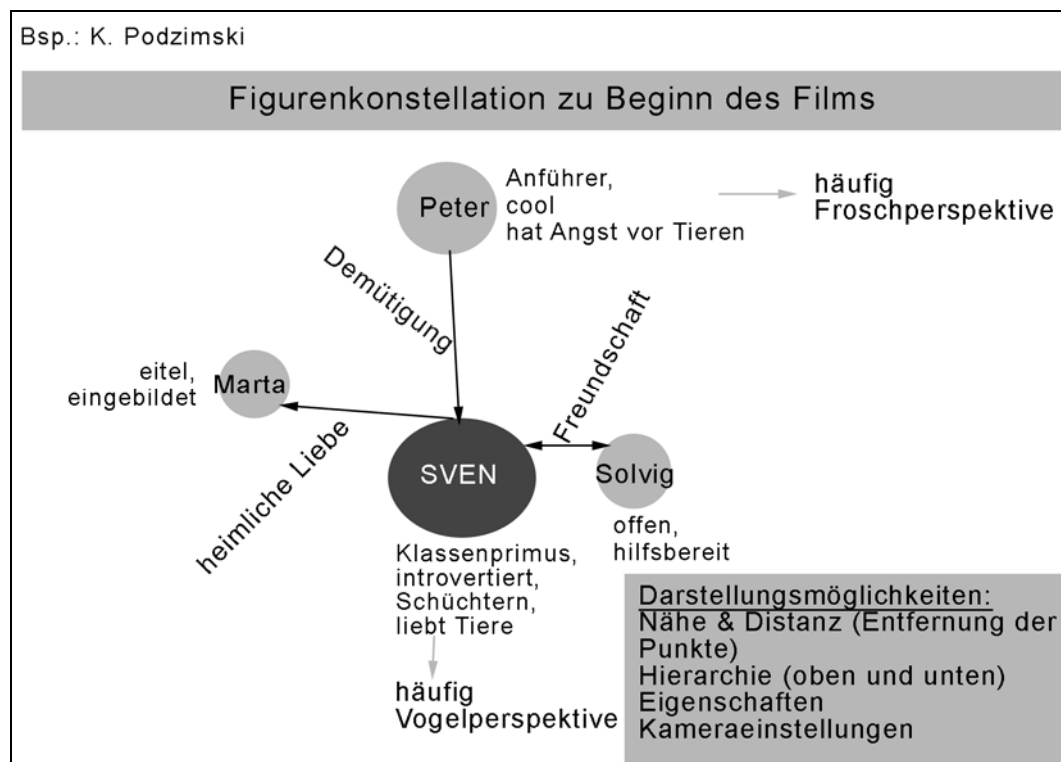 Bsp.: K. Podzimski
Figurenkonstellation zu Beginn des Films
Peter
Anführer,
cool
hat Angst vor Tieren
häufig
Froschperspektive
Demütigung
Freundschaft
eitel,
eingebildet
Marta
heimliche Liebe
SVEN
Solvig
offen,
hilfsbereit
Klassenprimus,
introvertiert,
Schüchtern,
liebt Tiere
häufig
Vogelperspektive
Darstellungsmöglichkeiten:
Nähe & Distanz (Entfernung der
Punkte)
Hierarchie (oben und unten)
Eigenschaften
Kameraeinstellungen